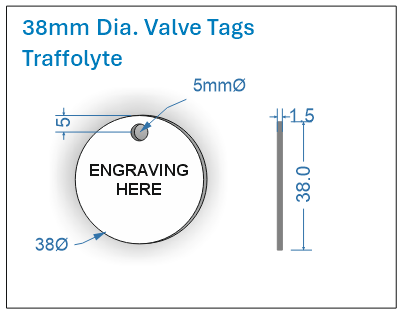 38mm Dia. Valve Tags
Traffolyte
5mmØ
5
1.5
ENGRAVING
HERE
38.0
38Ø